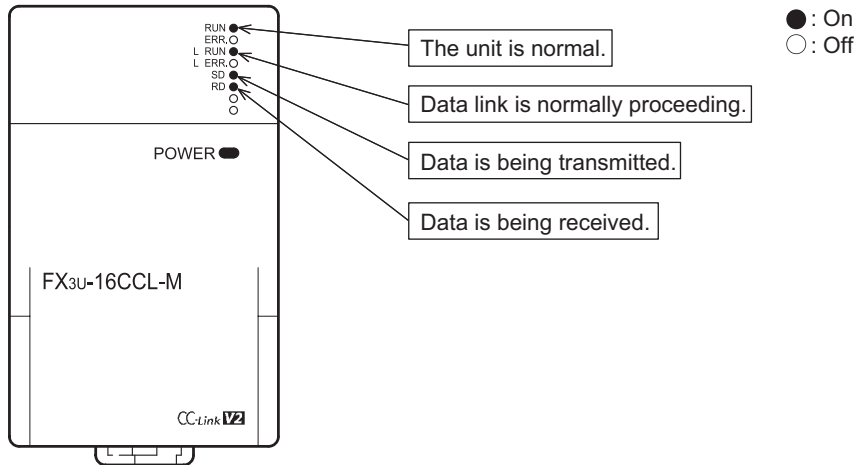 RUN
ERR.
L RUN
L ERR.
SD
RD
The unit is normal.
Data link is normally proceeding.
Data is being transmitted.
Data is being received.
: On
: Off
POWER
FX3U-16CCL-M
CC-Link V2